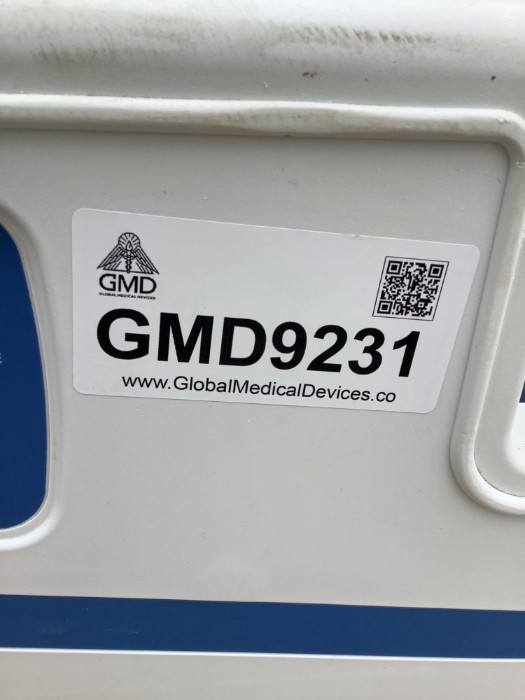 GMD
GLOBAL MEDICAL DEVICES
GMD9231
www.GlobalMedicalDevices.co